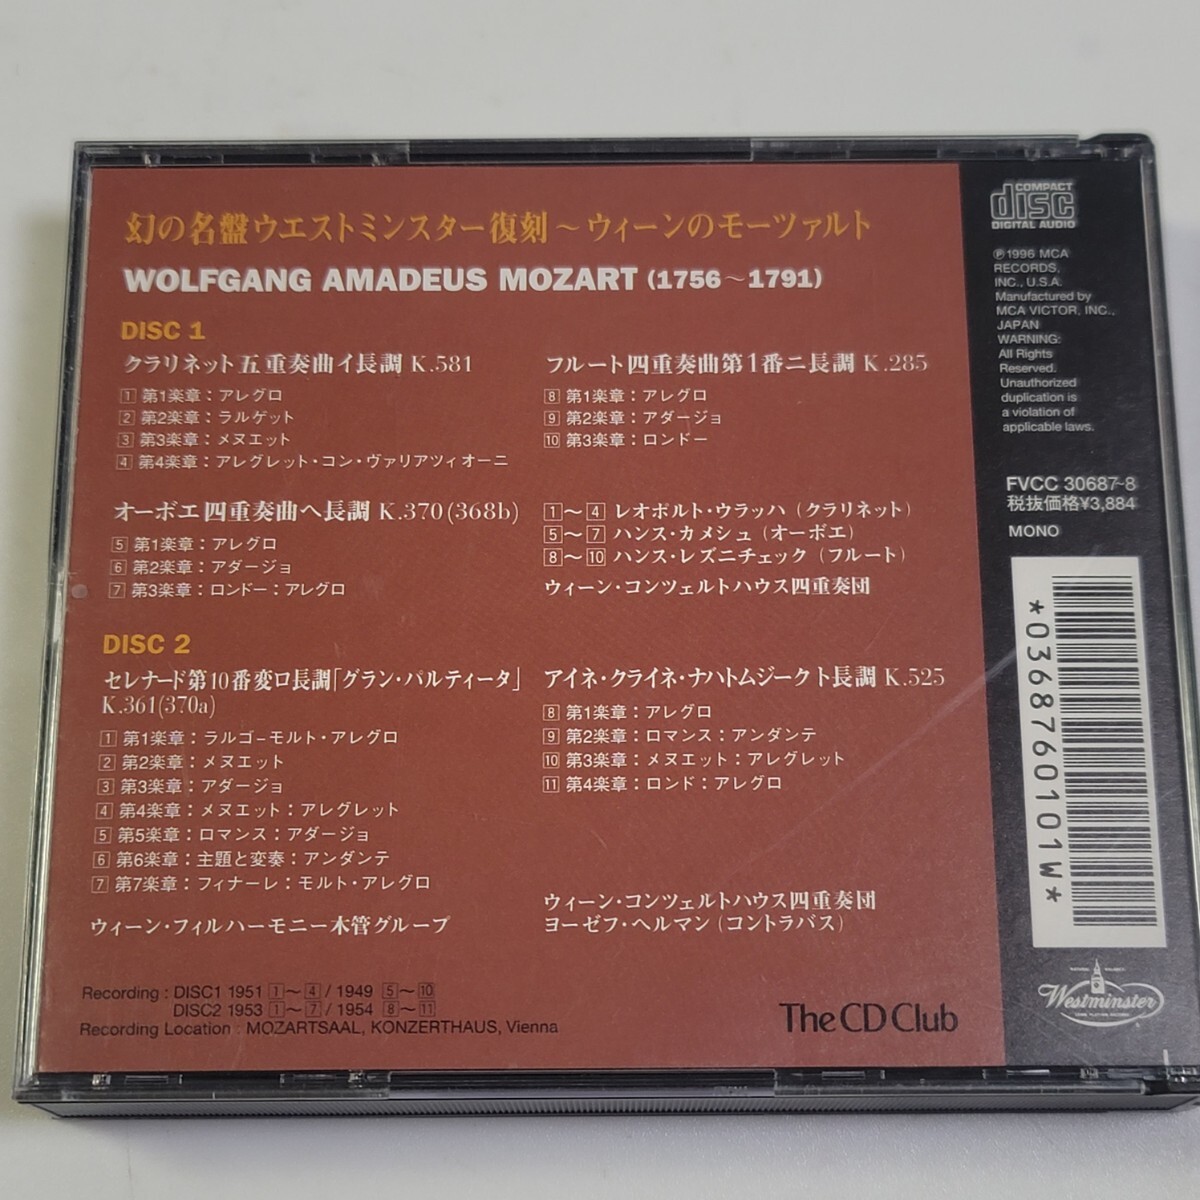 幻の名盤ウエストミンスター復刻～ウィーンのモーツァルト
WOLFGANG AMADEUS MOZART (1756～1791)
DISC 1
クラリネット五重奏曲イ長調 K.581
1 第1楽章：アレグロ
2 第2楽章：ラルゲット
3 第3楽章：メヌエット
4 第4楽章：アレグレット・コン・ヴァリアツィオーニ
オーボエ四重奏曲ヘ長調 K.370(368b)
5 第1楽章：アレグロ
6 第2楽章：アダージョ
7 第3楽章：ロンドー：アレグロ
フルート四重奏曲第1番ニ長調 K.285
8 第1楽章：アレグロ
9 第2楽章：アダージョ
10 第3楽章：ロンドー
1～4 レオポルト・ウラッハ（クラリネット）
5～7 ハンス・カメシュ（オーボエ）
8～10 ハンス・レズニチェック（フルート）
ウィーン・コンツェルトハウス四重奏団
DISC 2
セレナード第10番変ロ長調「グラン・パルティータ」
K.361(370a)
1 第1楽章：ラルゴ−モルト・アレグロ
2 第2楽章：メヌエット
3 第3楽章：アダージョ
4 第4楽章：メヌエット：アレグレット
5 第5楽章：ロマンス：アダージョ
6 第6楽章：主題と変奏：アンダンテ
7 第7楽章：フィナーレ：モルト・アレグロ
ウィーン・フィルハーモニー木管グループ
アイネ・クライネ・ナハトムジークト長調 K.525
8 第1楽章：アレグロ
9 第2楽章：ロマンス：アンダンテ
10 第3楽章：メヌエット：アレグレット
11 第4楽章：ロンド：アレグロ
ウィーン・コンツェルトハウス四重奏団
ヨーゼフ・ヘルマン（コントラバス）
Recording : DISC1 1951 1～4 / 1949 5～10
DISC2 1953 1～7 / 1954 8～11
Recording Location : MOZARTSAAL, KONZERTHAUS, Vienna
The CD Club
COMPACT
disc
DIGITAL AUDIO
℗1996 MCA
RECORDS,
INC., U.S.A.
Manufactured by
MCA VICTOR, INC.,
JAPAN
WARNING:
All Rights
Reserved.
Unauthorized
duplication is
a violation of
applicable laws.
FVCC 30687~8
税抜価格¥3,884
MONO
*0368760101W*
Westminster